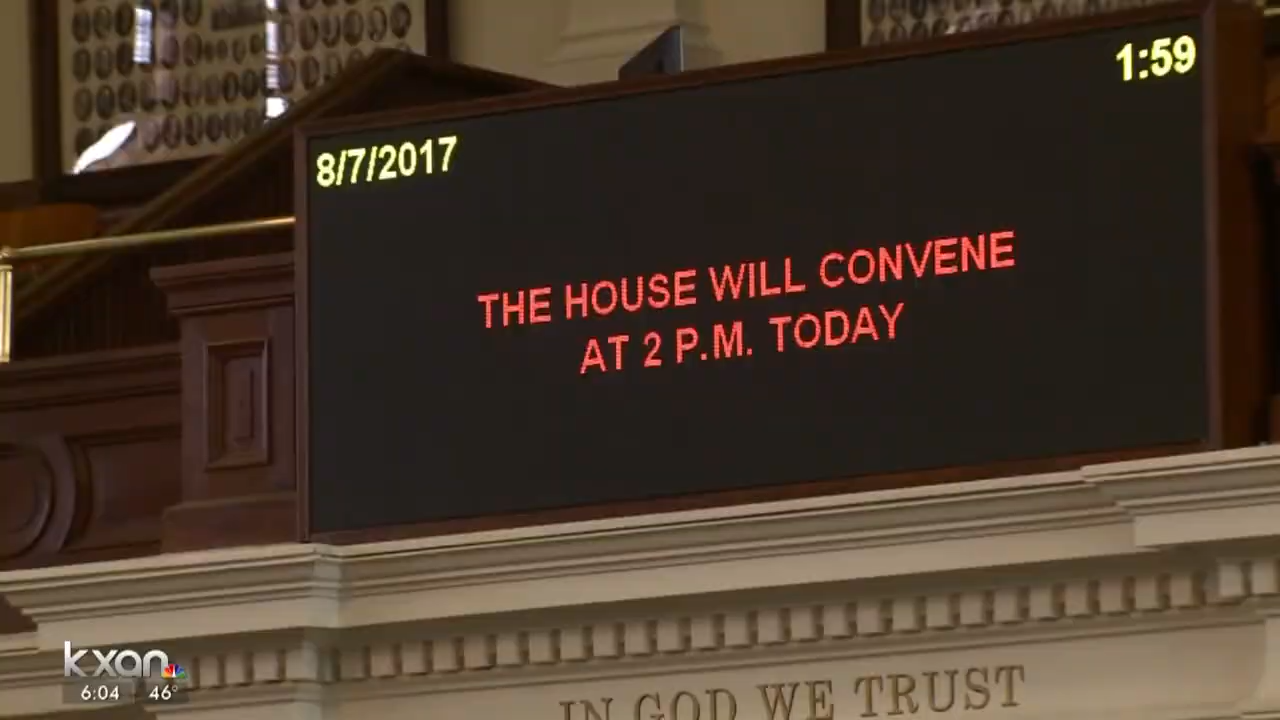 1:59
8/7/2017
THE HOUSE WILL CONVENE
AT 2 P.M. TODAY
kxan
6:04 46°
IN GOD WE TRUST